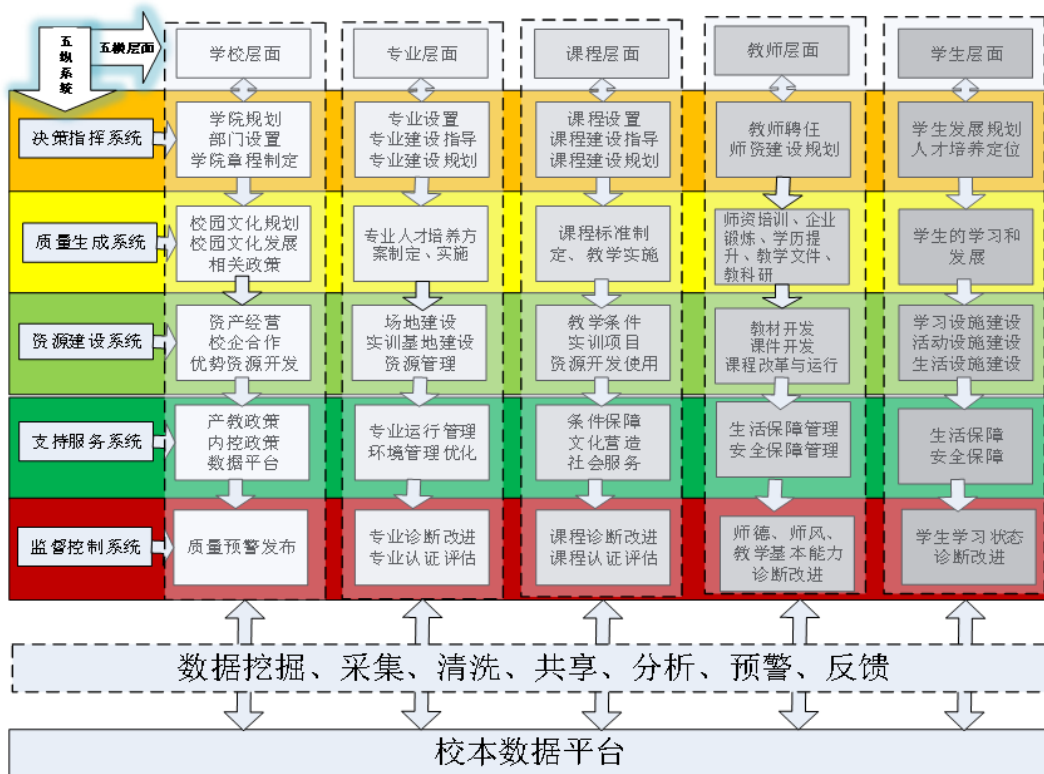 五纵系统
五横层面
学校层面
专业层面
课程层面
教师层面
学生层面
决策指挥系统
学院规划
部门设置
学院章程制定
专业设置
专业建设指导
专业建设规划
课程设置
课程建设指导
课程建设规划
教师聘任
师资建设规划
学生发展规划
人才培养定位
质量生成系统
校园文化规划
校园文化发展
相关政策
专业人才培养方
案制定、实施
课程标准制
定、教学实施
师资培训、企业
锻炼、学历提
升、教学文件、
教科研
学生的学习和
发展
资源建设系统
资产经营
校企合作
优势资源开发
场地建设
实训基地建设
资源管理
教学条件
实训项目
资源开发使用
教材开发
课件开发
课程改革与运行
学习设施建设
活动设施建设
生活设施建设
支持服务系统
产教政策
内控政策
数据平台
专业运行管理
环境管理优化
条件保障
文化营造
社会服务
生活保障管理
安全保障管理
生活保障
安全保障
监督控制系统
质量预警发布
专业诊断改进
专业认证评估
课程诊断改进
课程认证评估
师德、师风、
教学基本能力
诊断改进
学生学习状态
诊断改进
数据挖掘、采集、清洗、共享、分析、预警、反馈
校本数据平台